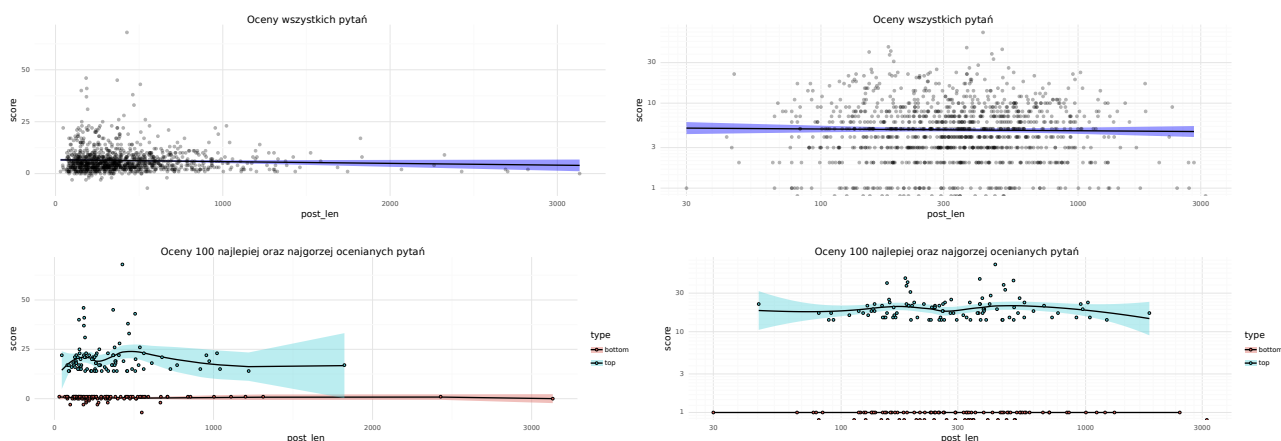 Oceny wszystkich pytań
score
50
25
0
0
1000
2000
3000
post_len
Oceny wszystkich pytań
score
30
10
3
1
30
100
300
1000
3000
post_len
Oceny 100 najlepiej oraz najgorzej ocenianych pytań
score
50
25
0
0
1000
2000
3000
post_len
type
bottom
top
Oceny 100 najlepiej oraz najgorzej ocenianych pytań
score
30
10
3
1
30
100
300
1000
3000
post_len
type
bottom
top